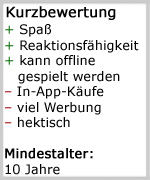 Kurzbewertung
+ Spaß
+ Reaktionsfähigkeit
+ kann offline
gespielt werden
– In-App-Käufe
– viel Werbung
– hektisch
Mindestalter:
10 Jahre